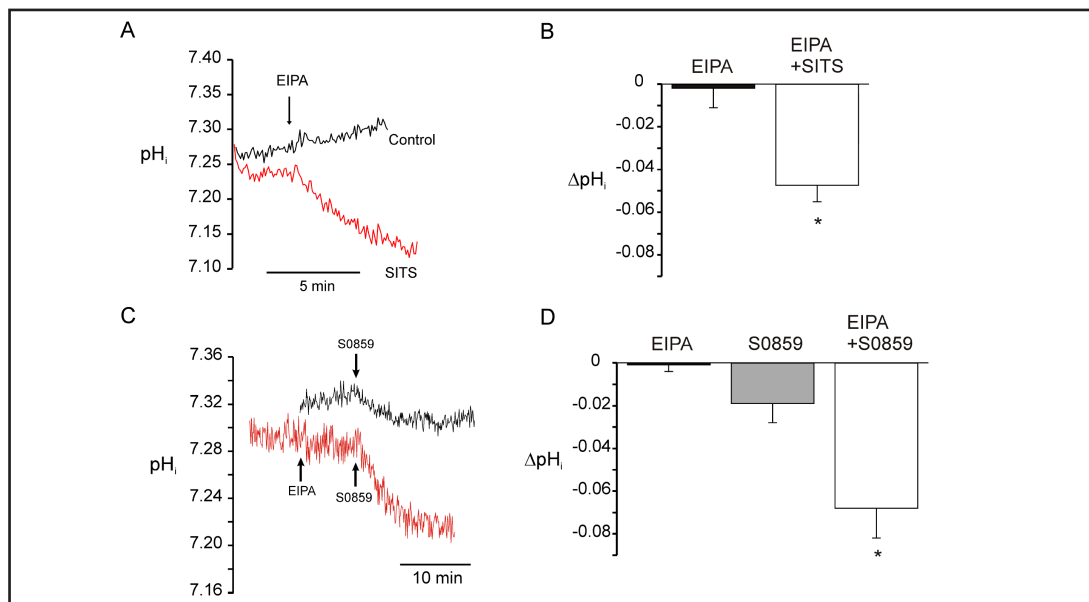 A
7.40
7.35
7.30
7.25
7.20
7.15
7.10
pHi
EIPA
Control
SITS
5 min
B
EIPA
EIPA
+SITS
0
-0.02
-0.04
-0.06
-0.08
ΔpHi
*
C
7.36
7.32
7.28
7.24
7.20
7.16
pHi
S0859
EIPA
S0859
10 min
D
EIPA
S0859
EIPA
+S0859
0
-0.02
-0.04
-0.06
-0.08
ΔpHi
*